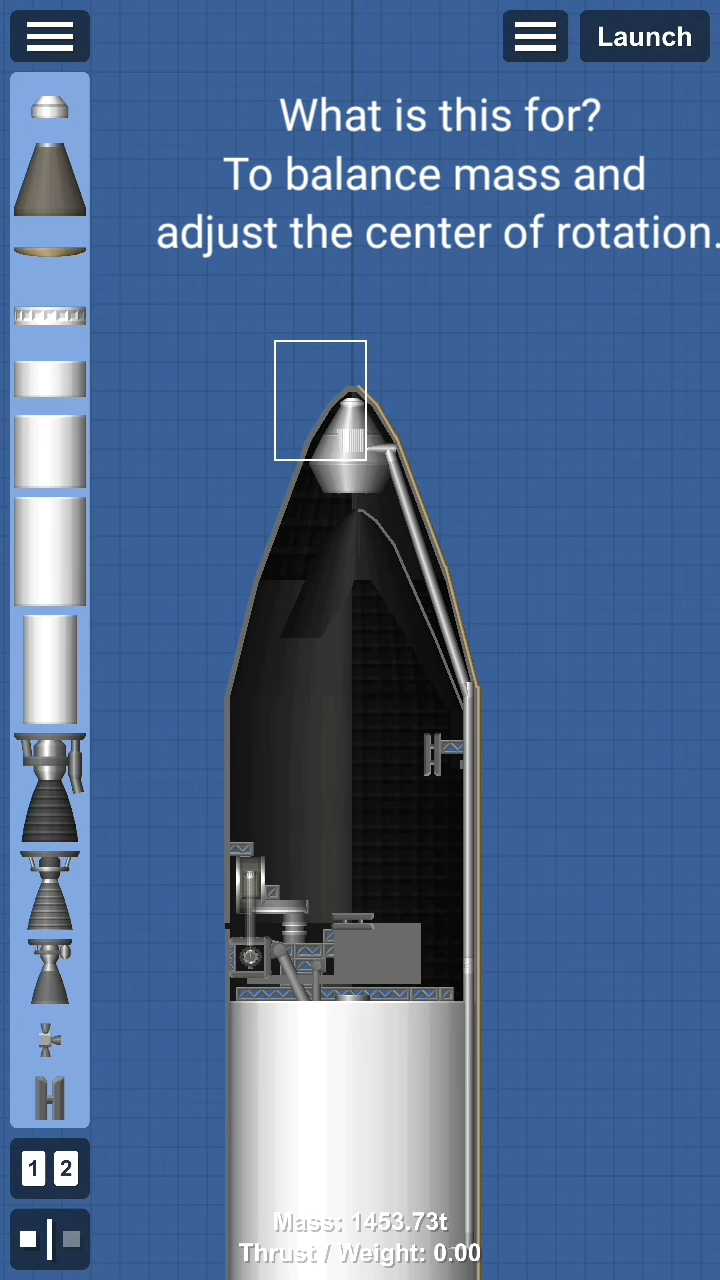 Launch
What is this for?
To balance mass and
adjust the center of rotation.
1 2
Mass: 1453.73t
Thrust / Weight: 0.00